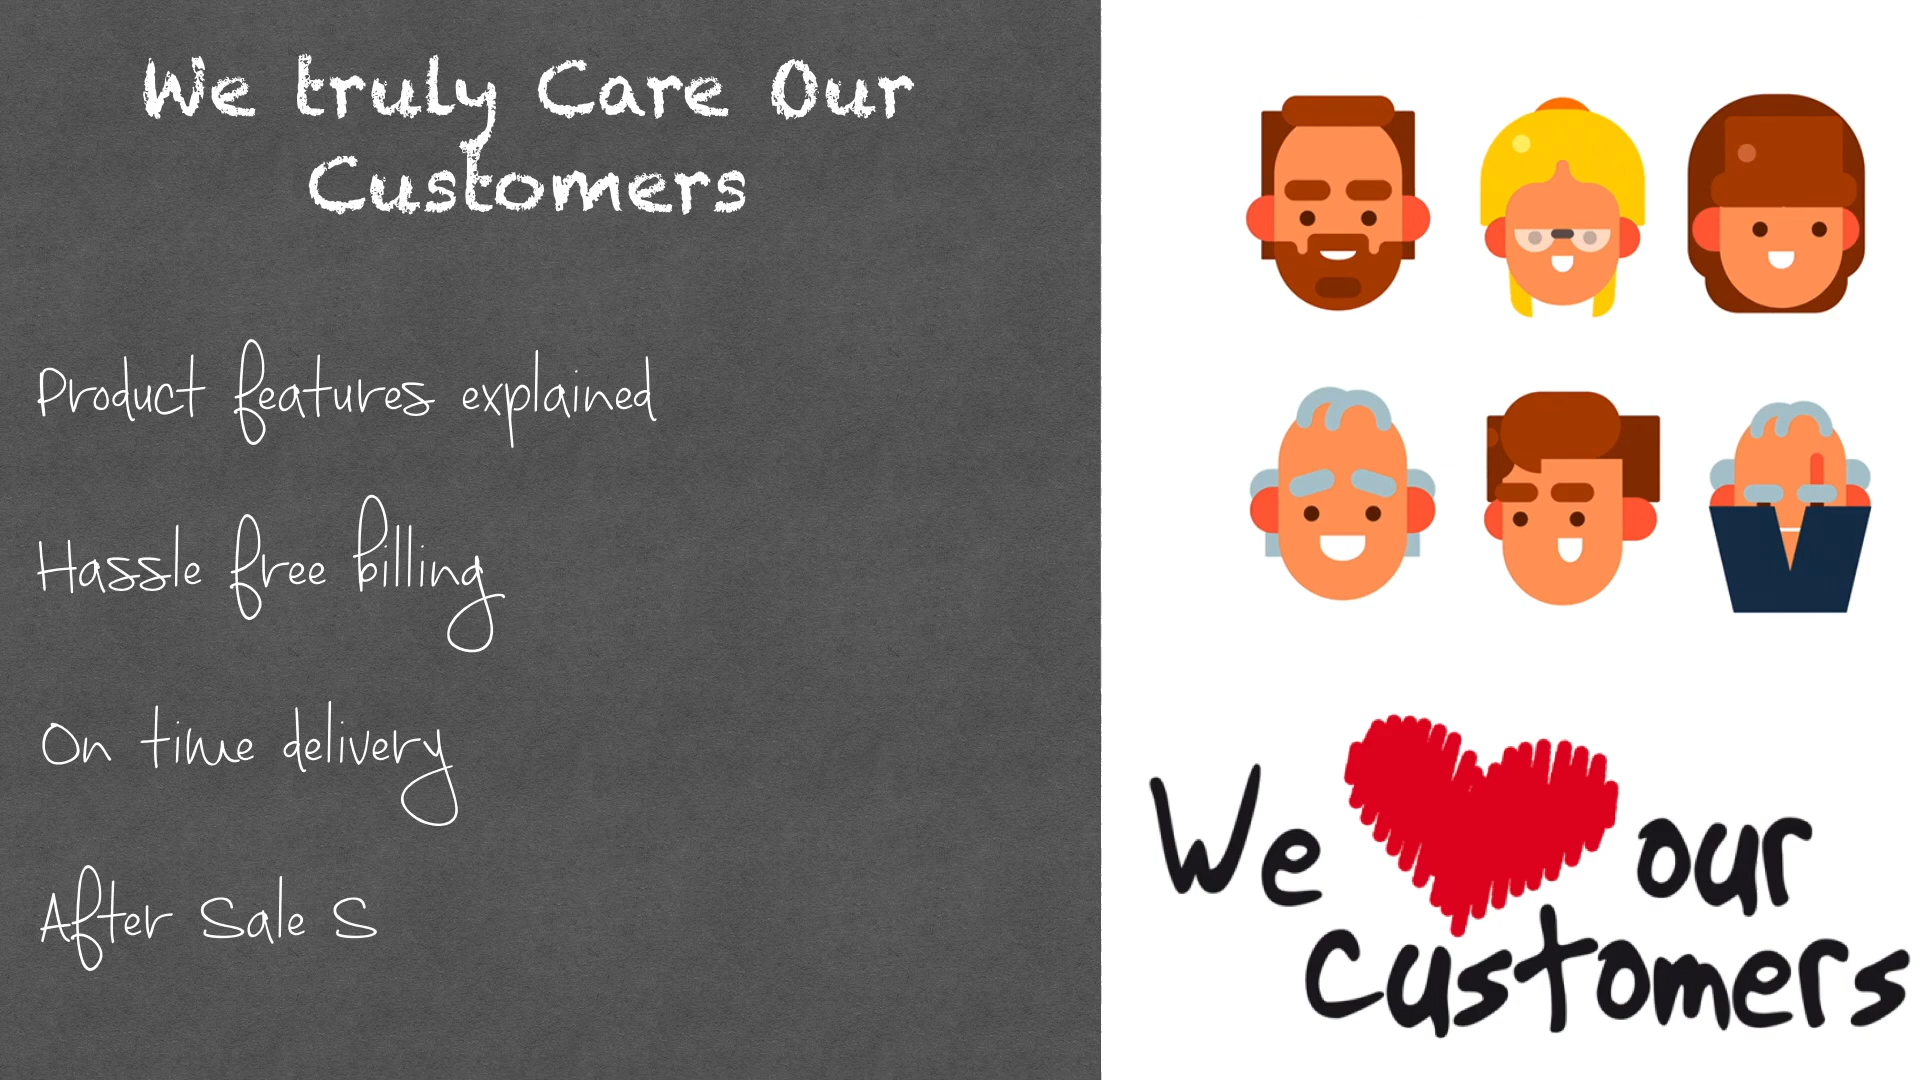 We truly Care Our
Customers
Product features explained
Hassle free billing
On time delivery
After Sale S
We our
customers